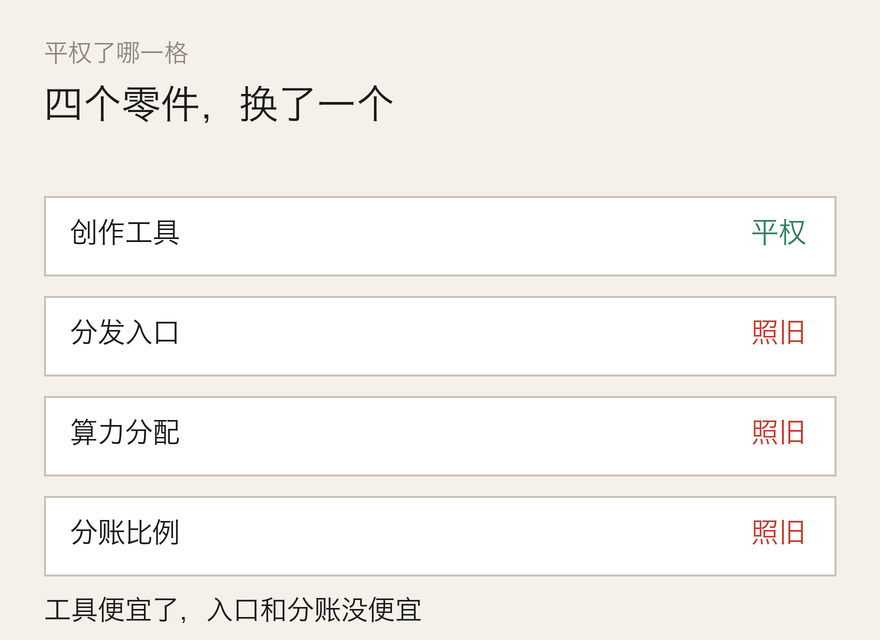 平权了哪一格
四个零件，换了一个
创作工具 平权
分发入口 照旧
算力分配 照旧
分账比例 照旧
工具便宜了，入口和分账没便宜